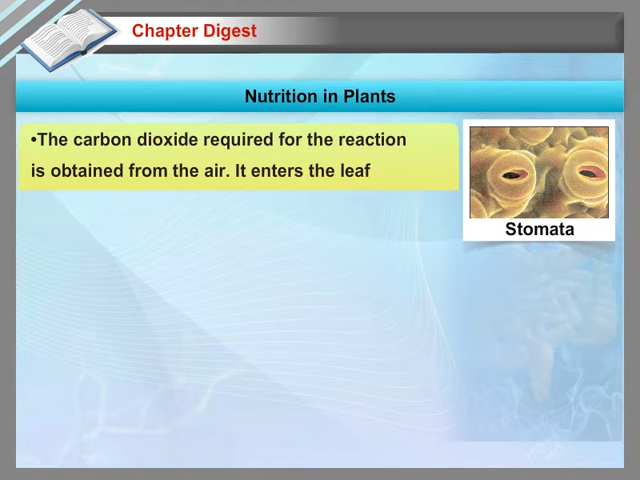 Chapter Digest
Nutrition in Plants
•The carbon dioxide required for the reaction
is obtained from the air. It enters the leaf
Stomata